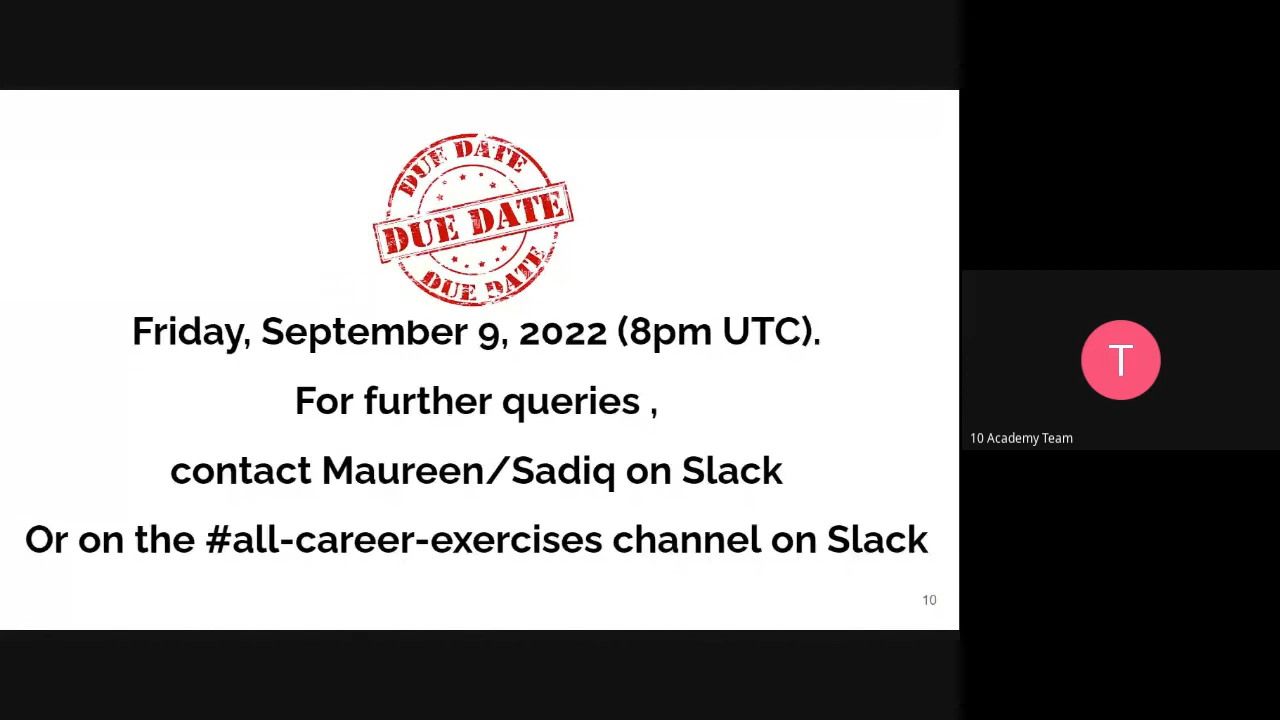 DUE DATE
DUE DATE
DUE DATE
Friday, September 9, 2022 (8pm UTC).
For further queries ,
contact Maureen/Sadiq on Slack
Or on the #all-career-exercises channel on Slack
10
T
10 Academy Team